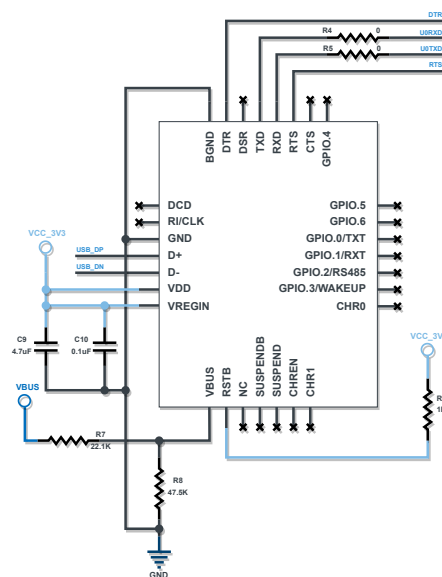 DTR
R4 0 U0RXD
R5 0 U0TXD
RTS
BGND
DTR
DSR
TXD
RXD
RTS
CTS
GPIO.4
DCD
RI/CLK
GND
D+
D-
VDD
VREGIN
GPIO.5
GPIO.6
GPIO.0/TXT
GPIO.1/RXT
GPIO.2/RS485
GPIO.3/WAKEUP
CHR0
VBUS
RSTB
NC
SUSPENDB
SUSPEND
CHREN
CHR1
VCC_3V3
USB_DP
USB_DN
C9
4.7uF
C10
0.1uF
VBUS
R7
22.1K
R8
47.5K
GND
VCC_3V